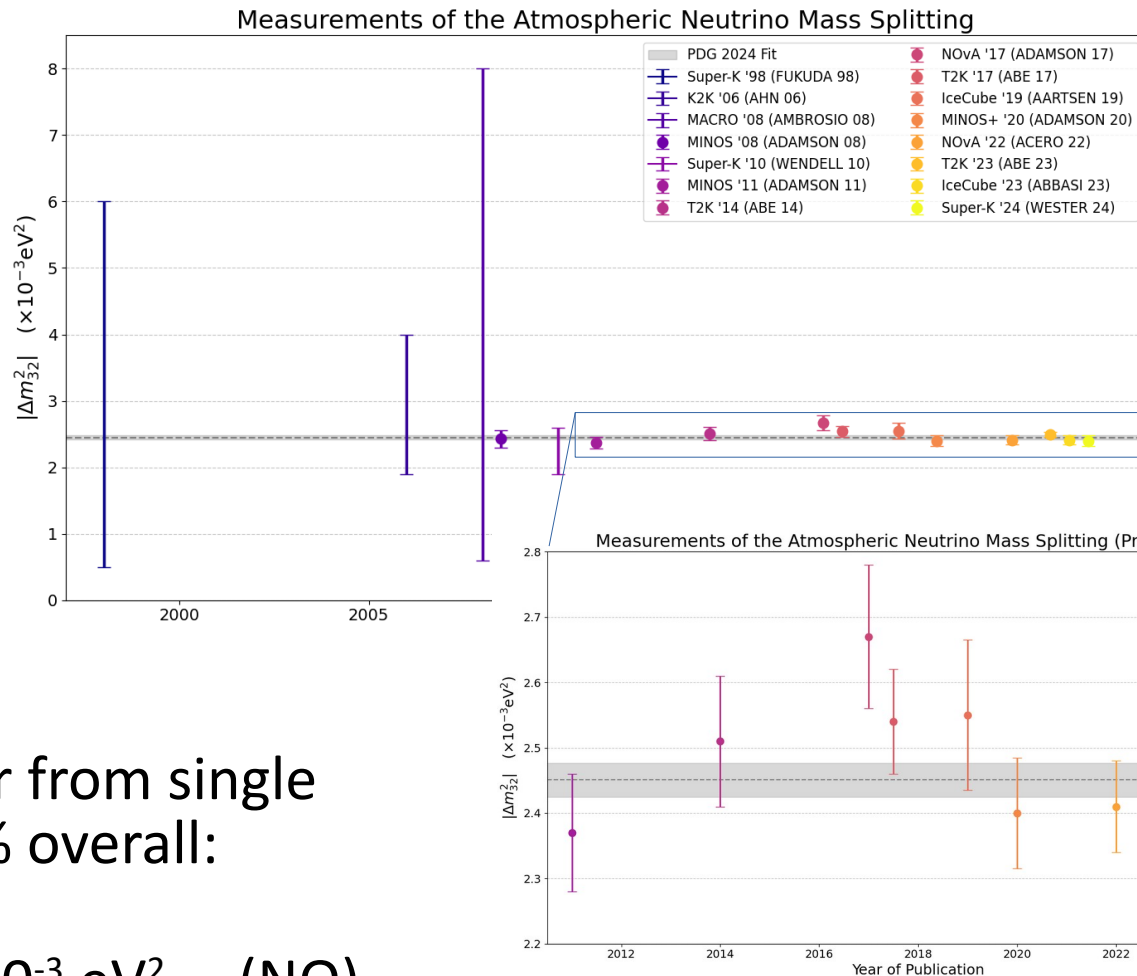 Measurements of the Atmospheric Neutrino Mass Splitting
|Δm²₃₂| (×10⁻³eV²)
8
7
6
5
4
3
2
1
0
2000
2005
PDG 2024 Fit
Super-K '98 (FUKUDA 98)
K2K '06 (AHN 06)
MACRO '08 (AMBROSIO 08)
MINOS '08 (ADAMSON 08)
Super-K '10 (WENDELL 10)
MINOS '11 (ADAMSON 11)
T2K '14 (ABE 14)
NOvA '17 (ADAMSON 17)
T2K '17 (ABE 17)
IceCube '19 (AARTSEN 19)
MINOS+ '20 (ADAMSON 20)
NOvA '22 (ACERO 22)
T2K '23 (ABE 23)
IceCube '23 (ABBASI 23)
Super-K '24 (WESTER 24)
Measurements of the Atmospheric Neutrino Mass Splitting (Pr
|Δm²₃₂| (×10⁻³eV²)
2.8
2.7
2.6
2.5
2.4
2.3
2.2
2012
2014
2016
2018
2020
2022
Year of Publication
r from single
% overall:
0⁻³ eV² (NO)